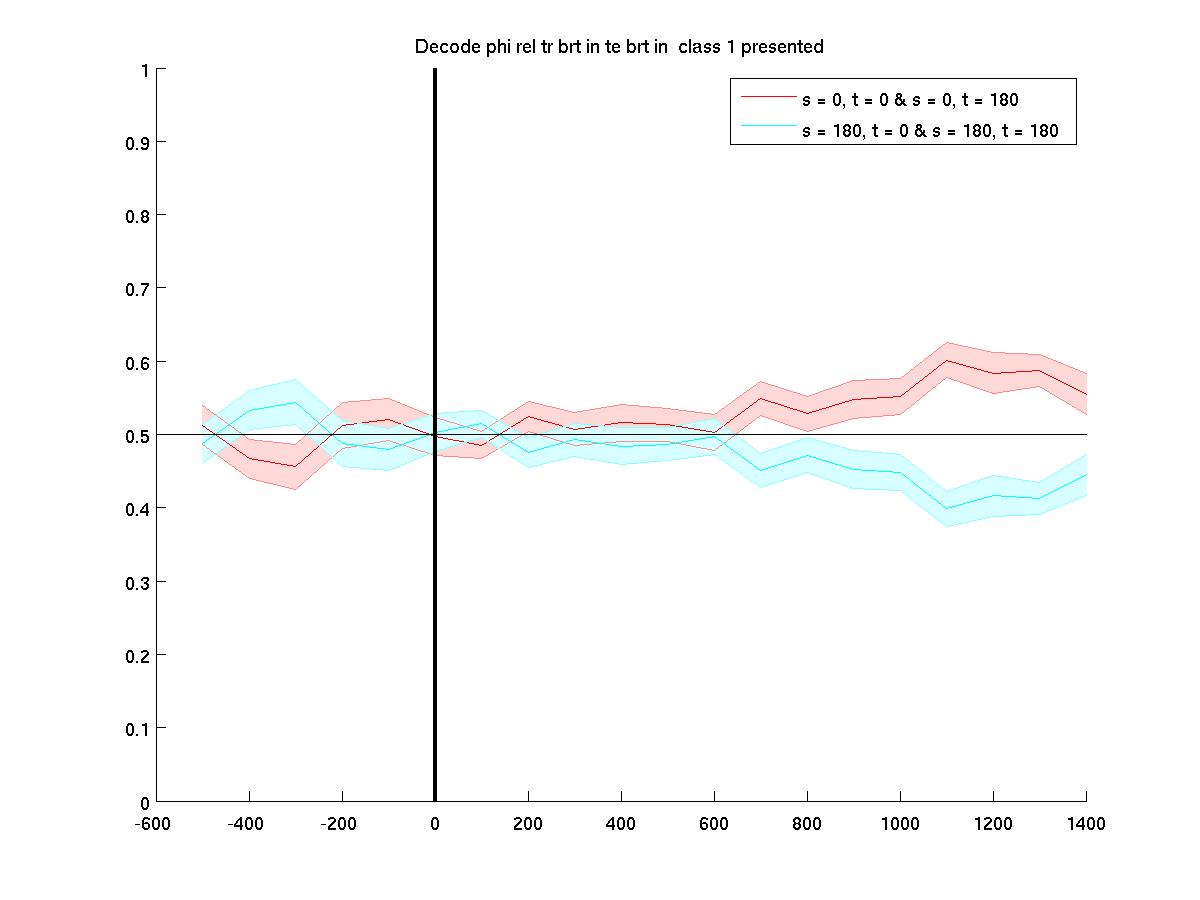 Decode phi rel tr brt in te brt in  class 1 presented
s = 0, t = 0 & s = 0, t = 180
s = 180, t = 0 & s = 180, t = 180
1
0.9
0.8
0.7
0.6
0.5
0.4
0.3
0.2
0.1
0
-600 -400 -200 0 200 400 600 800 1000 1200 1400